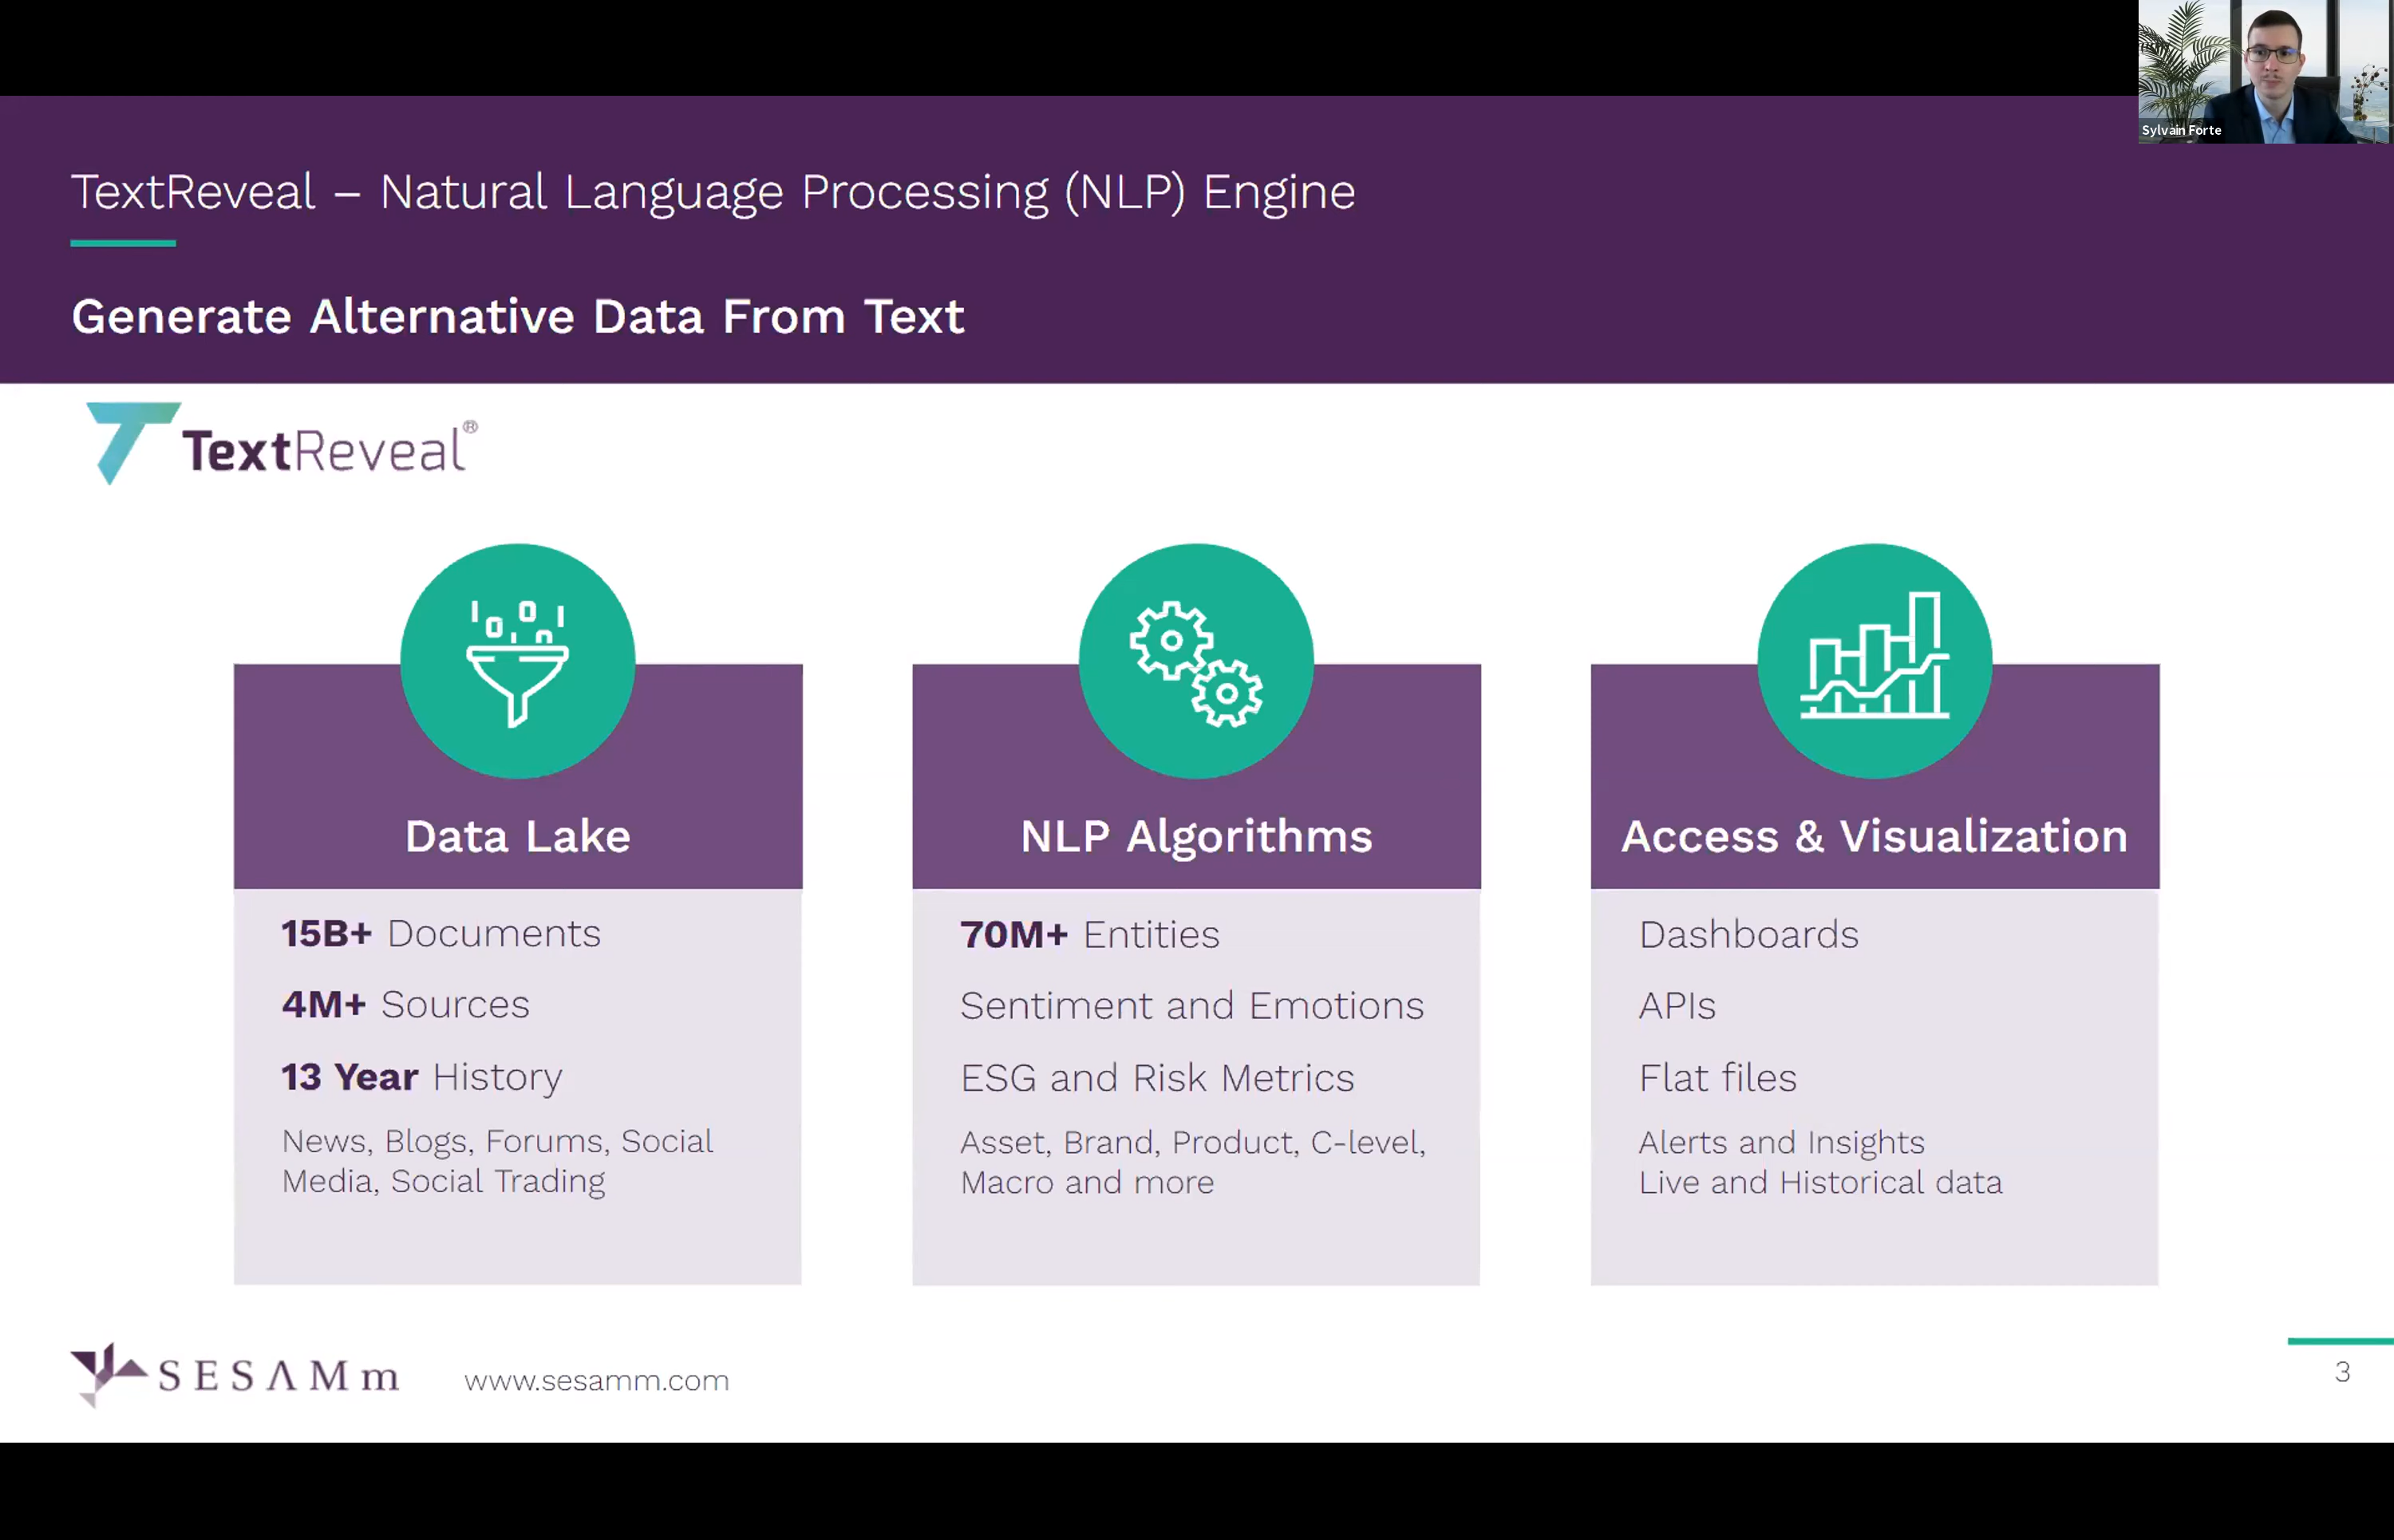 Sylvain Forte
TextReveal – Natural Language Processing (NLP) Engine
Generate Alternative Data From Text
TextReveal®
Data Lake
15B+ Documents
4M+ Sources
13 Year History
News, Blogs, Forums, Social
Media, Social Trading
NLP Algorithms
70M+ Entities
Sentiment and Emotions
ESG and Risk Metrics
Asset, Brand, Product, C-level,
Macro and more
Access & Visualization
Dashboards
APIs
Flat files
Alerts and Insights
Live and Historical data
SESAMm
www.sesamm.com
3